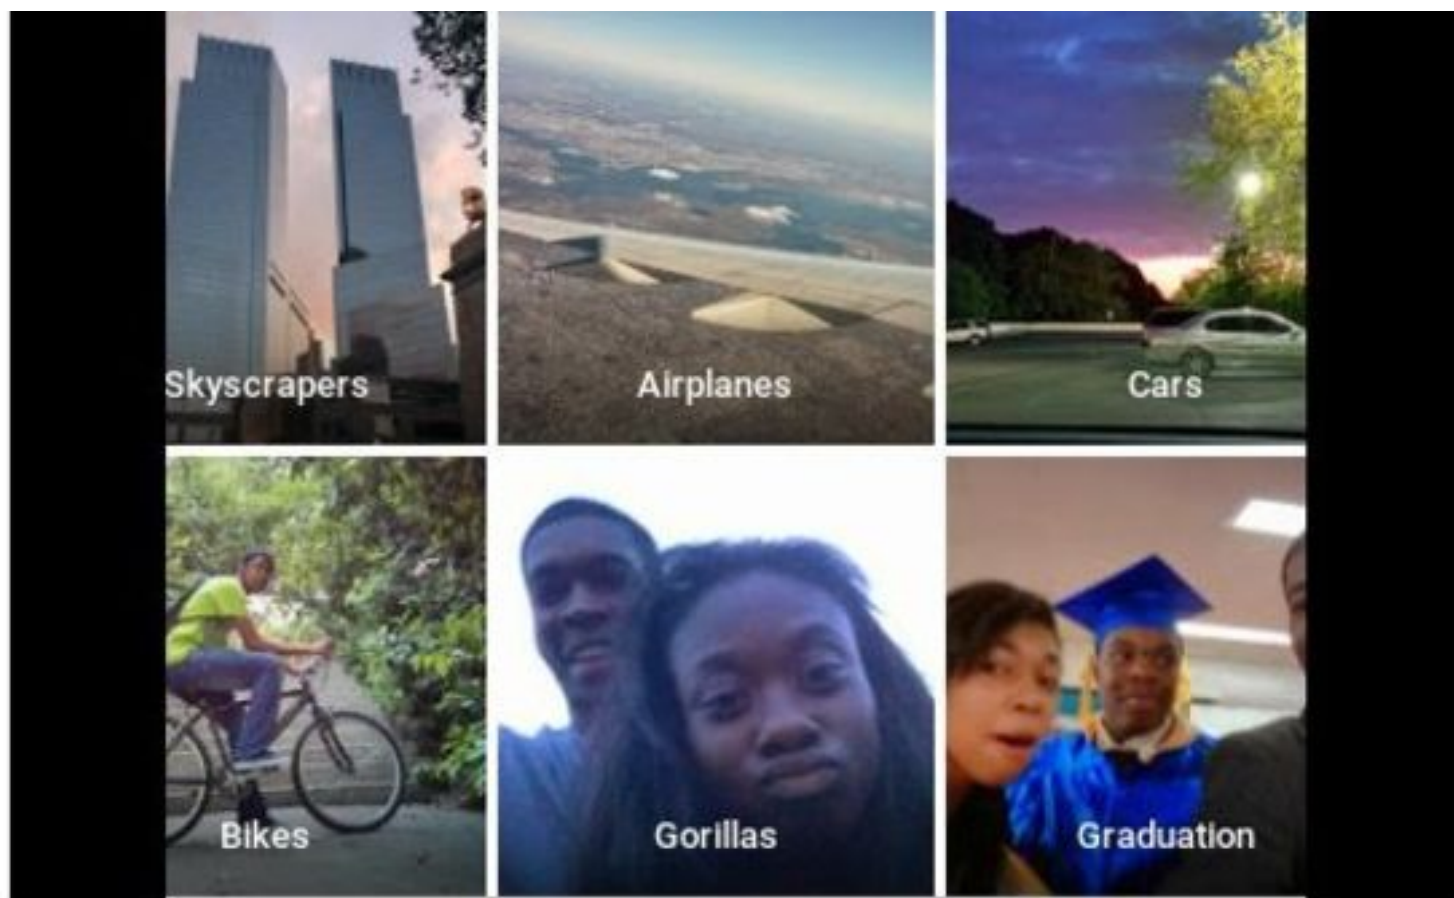 Skyscrapers
Airplanes
Cars
Bikes
Gorillas
Graduation